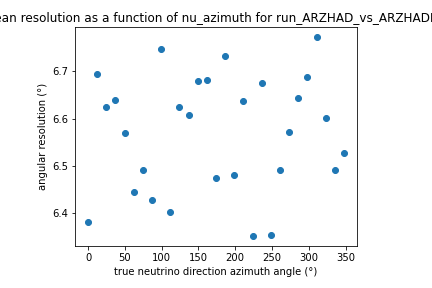 ean resolution as a function of nu_azimuth for run_ARZHAD_vs_ARZHAD
angular resolution (°)
6.7
6.6
6.5
6.4
0 50 100 150 200 250 300 350
true neutrino direction azimuth angle (°)